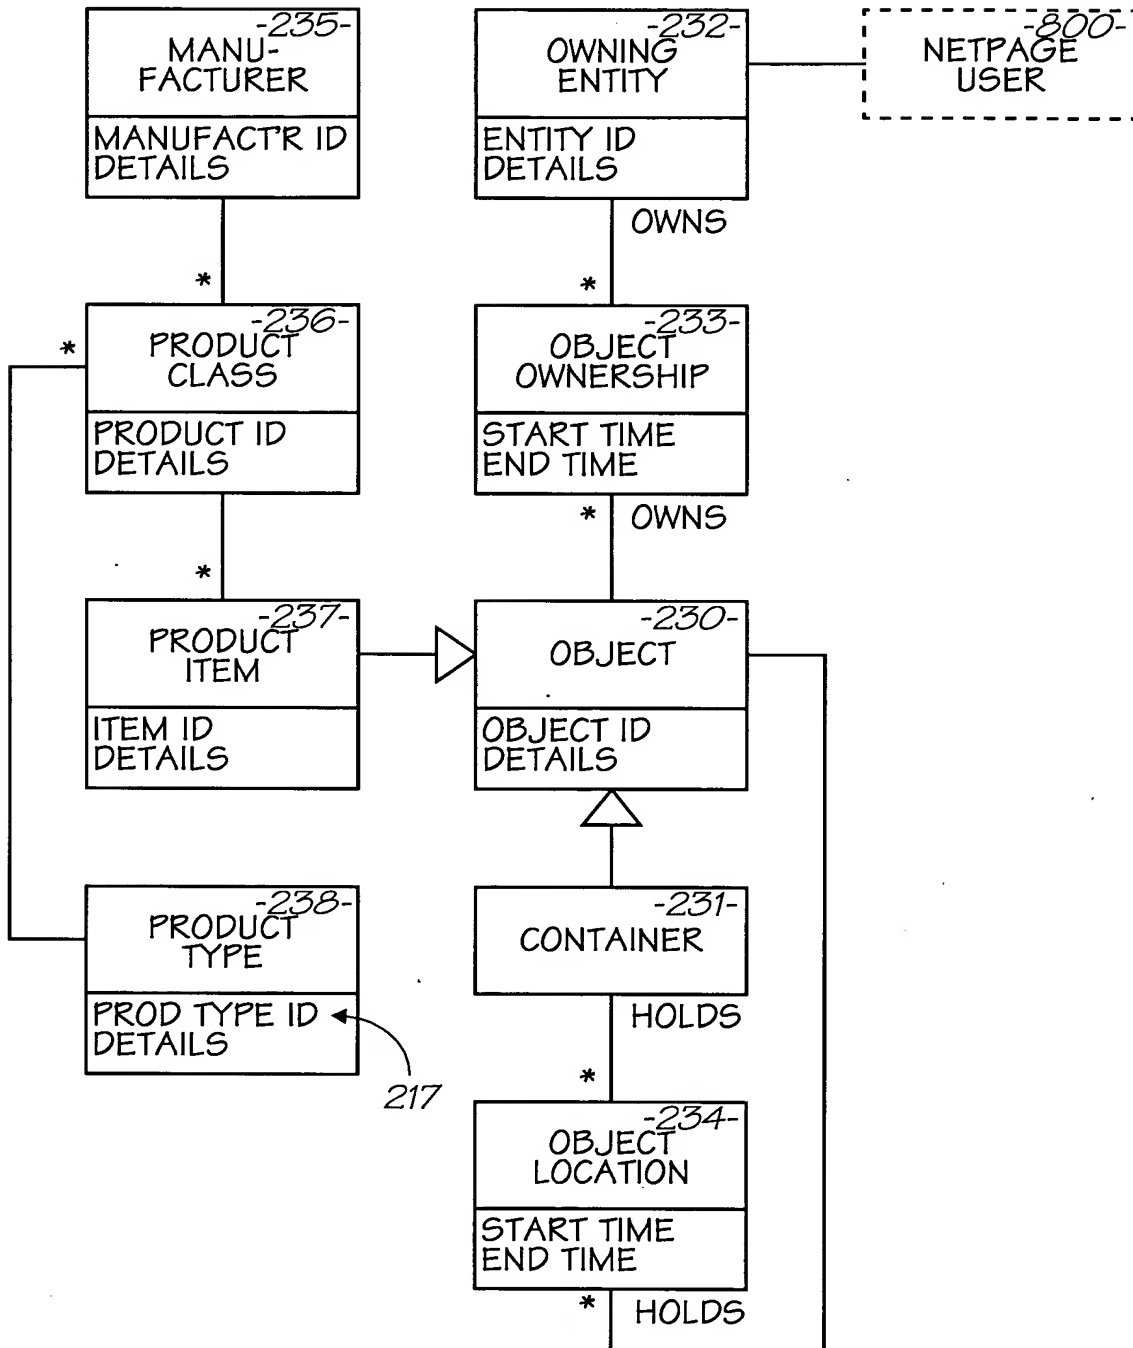 -235-
MANU-
FACTURER
MANUFACT'R ID
DETAILS
-232-
OWNING
ENTITY
ENTITY ID
DETAILS
-800-
NETPAGE
USER
OWNS
*
*
-236-
PRODUCT
CLASS
PRODUCT ID
DETAILS
*
-233-
OBJECT
OWNERSHIP
START TIME
END TIME
* OWNS
*
-237-
PRODUCT
ITEM
ITEM ID
DETAILS
-230-
OBJECT
OBJECT ID
DETAILS
-238-
PRODUCT
TYPE
PROD TYPE ID
DETAILS
217
-231-
CONTAINER
HOLDS
*
-234-
OBJECT
LOCATION
START TIME
END TIME
* HOLDS